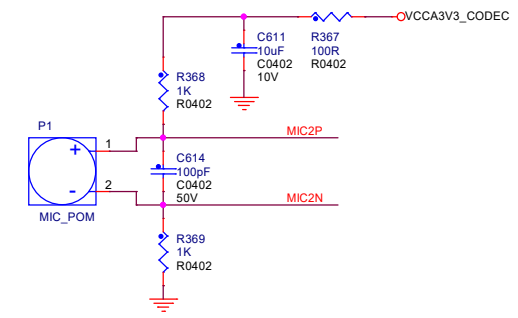 VCCA3V3_CODEC
C611
10uF
C0402
10V
R367
100R
R0402
R368
1K
R0402
P1
+
1
MIC2P
C614
100pF
C0402
50V
2
-
MIC2N
MIC_POM
R369
1K
R0402